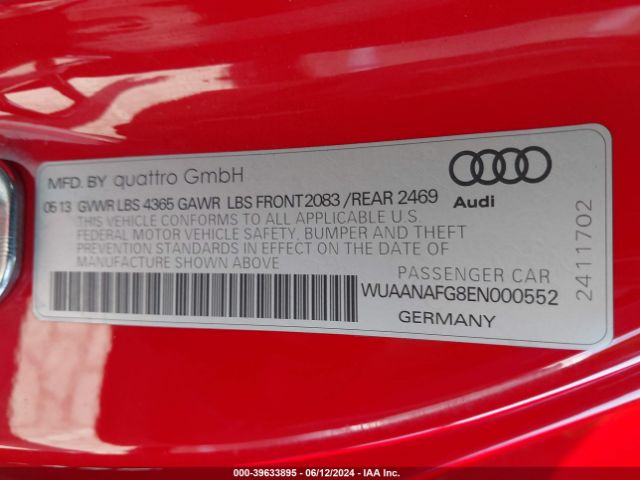 MFD. BY quattro GmbH
05 13 GVWR LBS 4365 GAWR LBS FRONT 2083 /REAR 2469
THIS VEHICLE CONFORMS TO ALL APPLICABLE U.S.
FEDERAL MOTOR VEHICLE SAFETY, BUMPER AND THEFT
PREVENTION STANDARDS IN EFFECT ON THE DATE OF
MANUFACTURE SHOWN ABOVE
Audi
PASSENGER CAR
WUAANAFG8EN000552
GERMANY
2411702
000-39633895 - 06/12/2024 - IAA Inc.